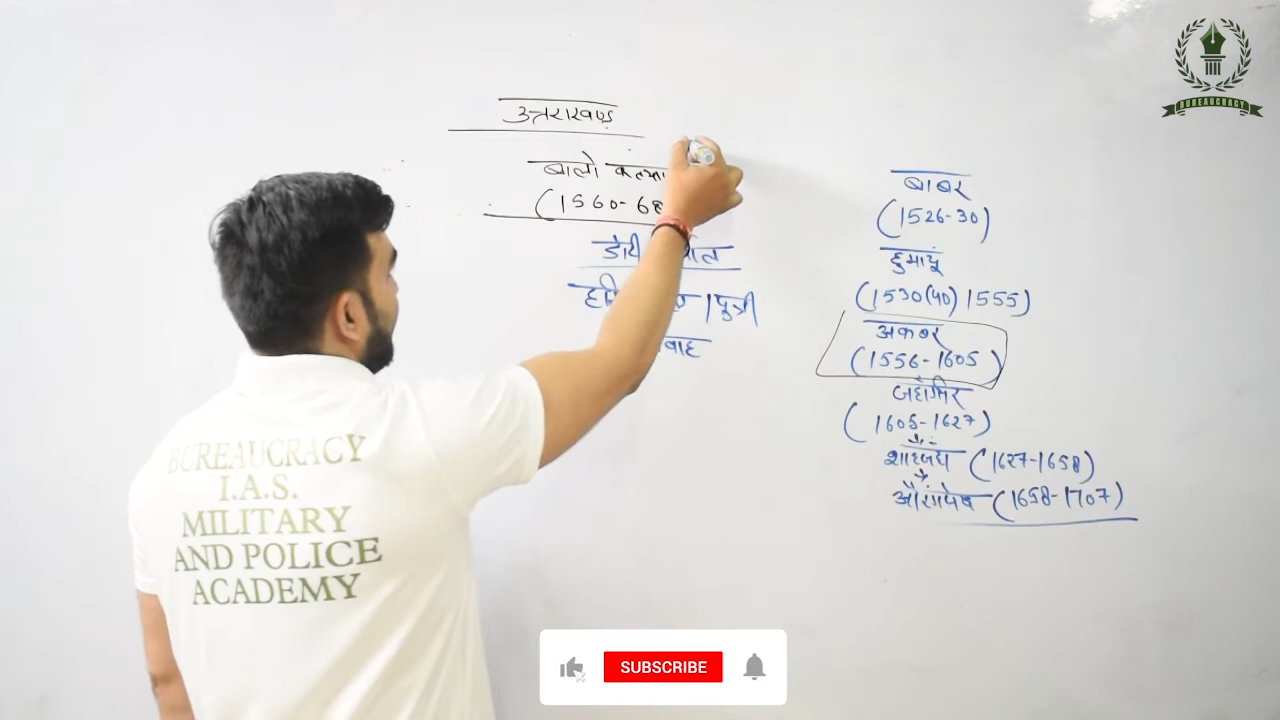 BUREAUCRACY
उत्तराखण्ड
बालो
(1560-68
डोटी
पुत्री
बाबर
(1526-30)
हुमायूं
(1530(40) 1555)
अकबर
(1556-1605)
जहाँगिर
(1605-1627)
शाहजहां (1627-1658)
औरंगजेब (1658-1707)
BUREAUCRACY
I.A.S.
MILITARY
AND POLICE
ACADEMY
SUBSCRIBE